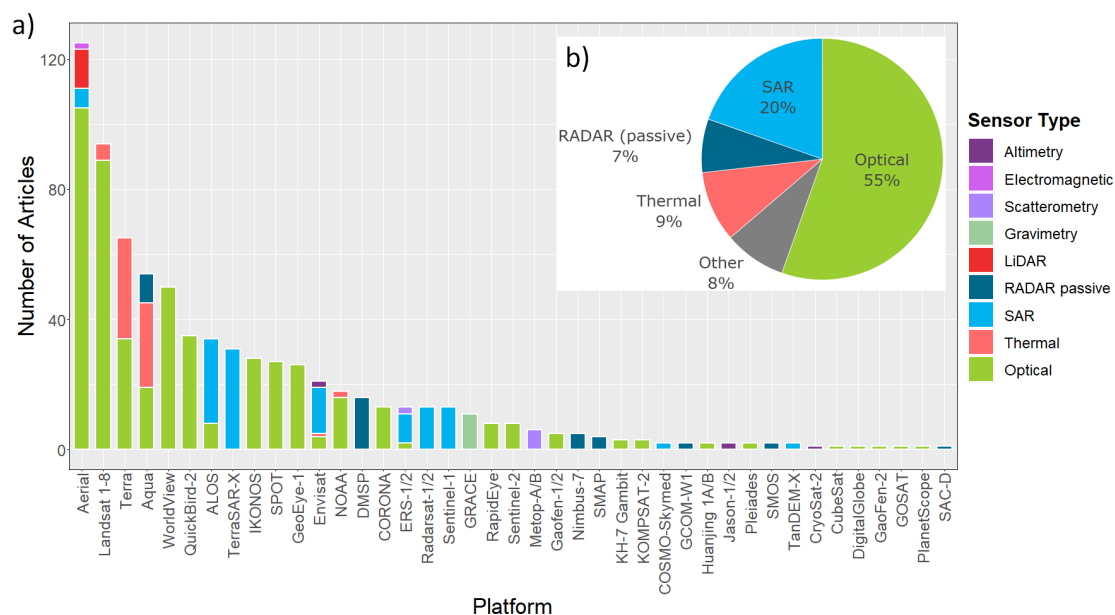 a)
Number of Articles
120
80
40
0
Aerial
Landsat 1-8
Terra
Aqua
WorldView
QuickBird-2
ALOS
TerraSAR-X
IKONOS
SPOT
GeoEye-1
Envisat
NOAA
DMSP
CORONA
ERS-1/2
Radarsat-1/2
Sentinel-1
GRACE
RapidEye
Sentinel-2
Metop-A/B
Gaofen-1/2
Nimbus-7
SMAP
KH-7 Gambit
KOMPSAT-2
COSMO-Skymed
GCOM-W1
Huanjing 1A/B
Jason-1/2
Pleiades
SMOS
TanDEM-X
CryoSat-2
CubeSat
DigitalGlobe
GaoFen-2
GOSAT
PlanetScope
SAC-D
Platform
b)
SAR
20%
RADAR (passive)
7%
Thermal
9%
Other
8%
Optical
55%
Sensor Type
Altimetry
Electromagnetic
Scatterometry
Gravimetry
LiDAR
RADAR passive
SAR
Thermal
Optical